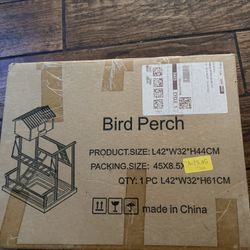 Bird Perch
PRODUCT.SIZE: L42*W32*H44CM
PACKING.SIZE: 45X8.5X
QTY: 1 PC L42*W32*H61CM
made in China